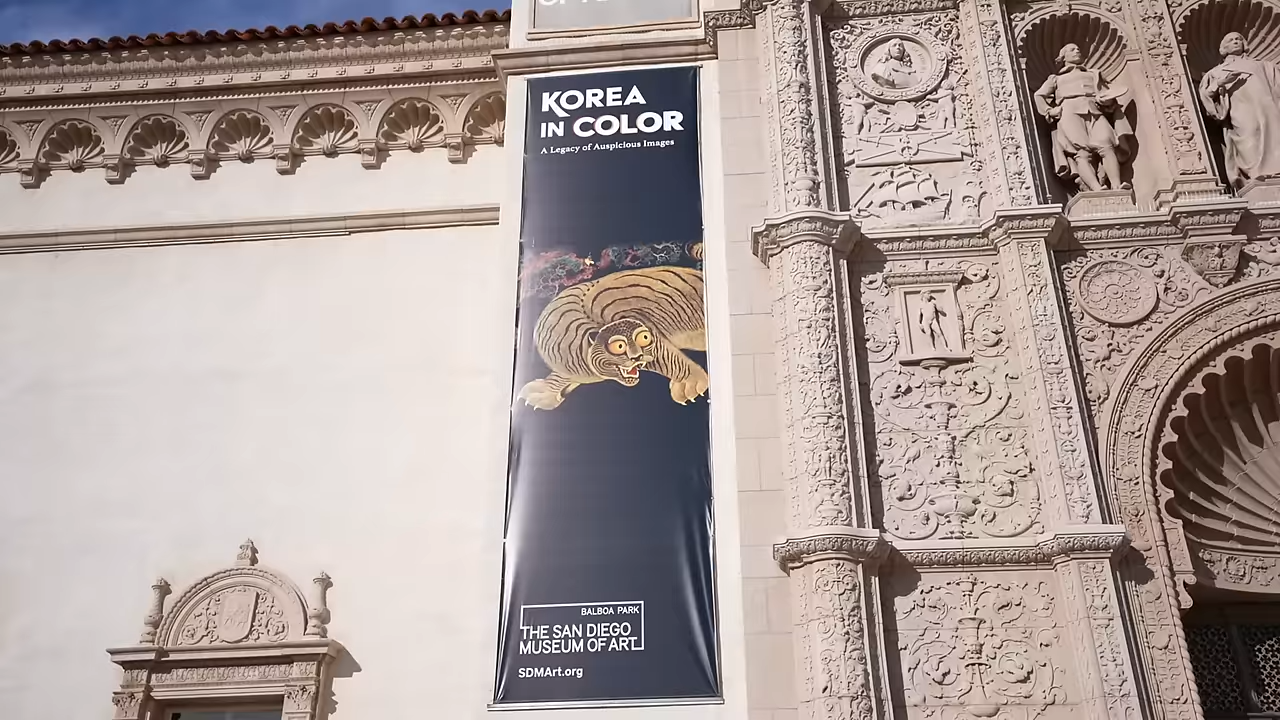 KOREA
IN COLOR
A Legacy of Auspicious Images
BALBOA PARK
THE SAN DIEGO
MUSEUM OF ART
SDMArt.org